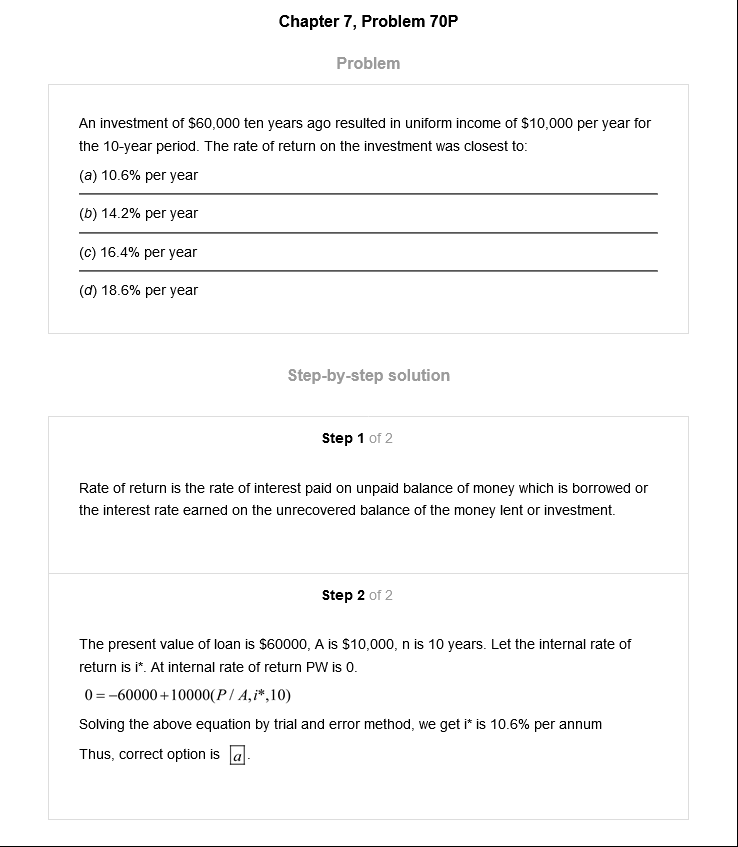 Chapter 7, Problem 70P
Problem
An investment of $60,000 ten years ago resulted in uniform income of $10,000 per year for
the 10-year period. The rate of return on the investment was closest to:
(a) 10.6% per year
(b) 14.2% per year
(c) 16.4% per year
(d) 18.6% per year
Step-by-step solution
Step 1 of 2
Rate of return is the rate of interest paid on unpaid balance of money which is borrowed or
the interest rate earned on the unrecovered balance of the money lent or investment.
Step 2 of 2
The present value of loan is $60000, A is $10,000, n is 10 years. Let the internal rate of
return is i*. At internal rate of return PW is 0.
0=−60000+10000(P/ A,i*,10)
Solving the above equation by trial and error method, we get i* is 10.6% per annum
Thus, correct option is a.